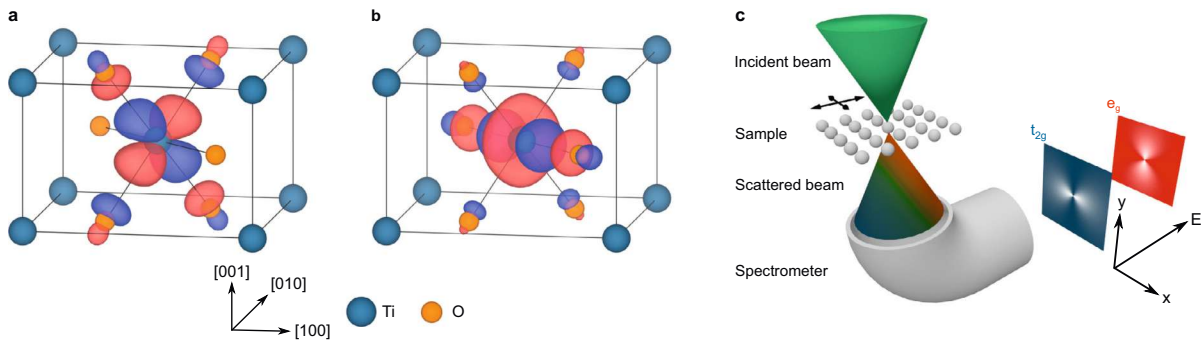 a
b
c
[001]
[010]
[100]
Ti
O
Incident beam
Sample
Scattered beam
Spectrometer
t2g
eg
y
E
x